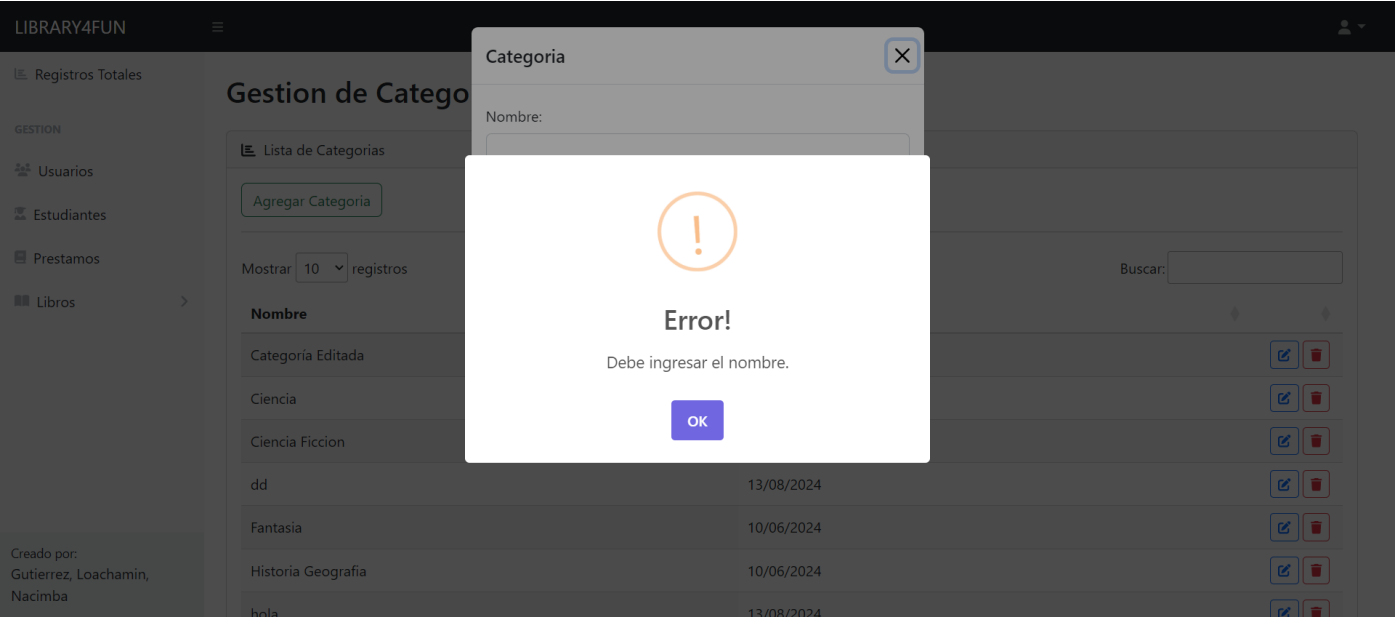 LIBRARY4FUN
Categoria
Registros Totales
Gestion de Catego
Nombre:
GESTION
Lista de Categorias
Usuarios
Agregar Categoria
Estudiantes
Prestamos
Mostrar 10 registros
Buscar:
Libros
Nombre
Error!
Categoría Editada
Debe ingresar el nombre.
Ciencia
OK
Ciencia Ficcion
dd 13/08/2024
Fantasia 10/06/2024
Historia Geografia 10/06/2024
hola 13/08/2024
Creado por:
Gutierrez, Loachamin,
Nacimba